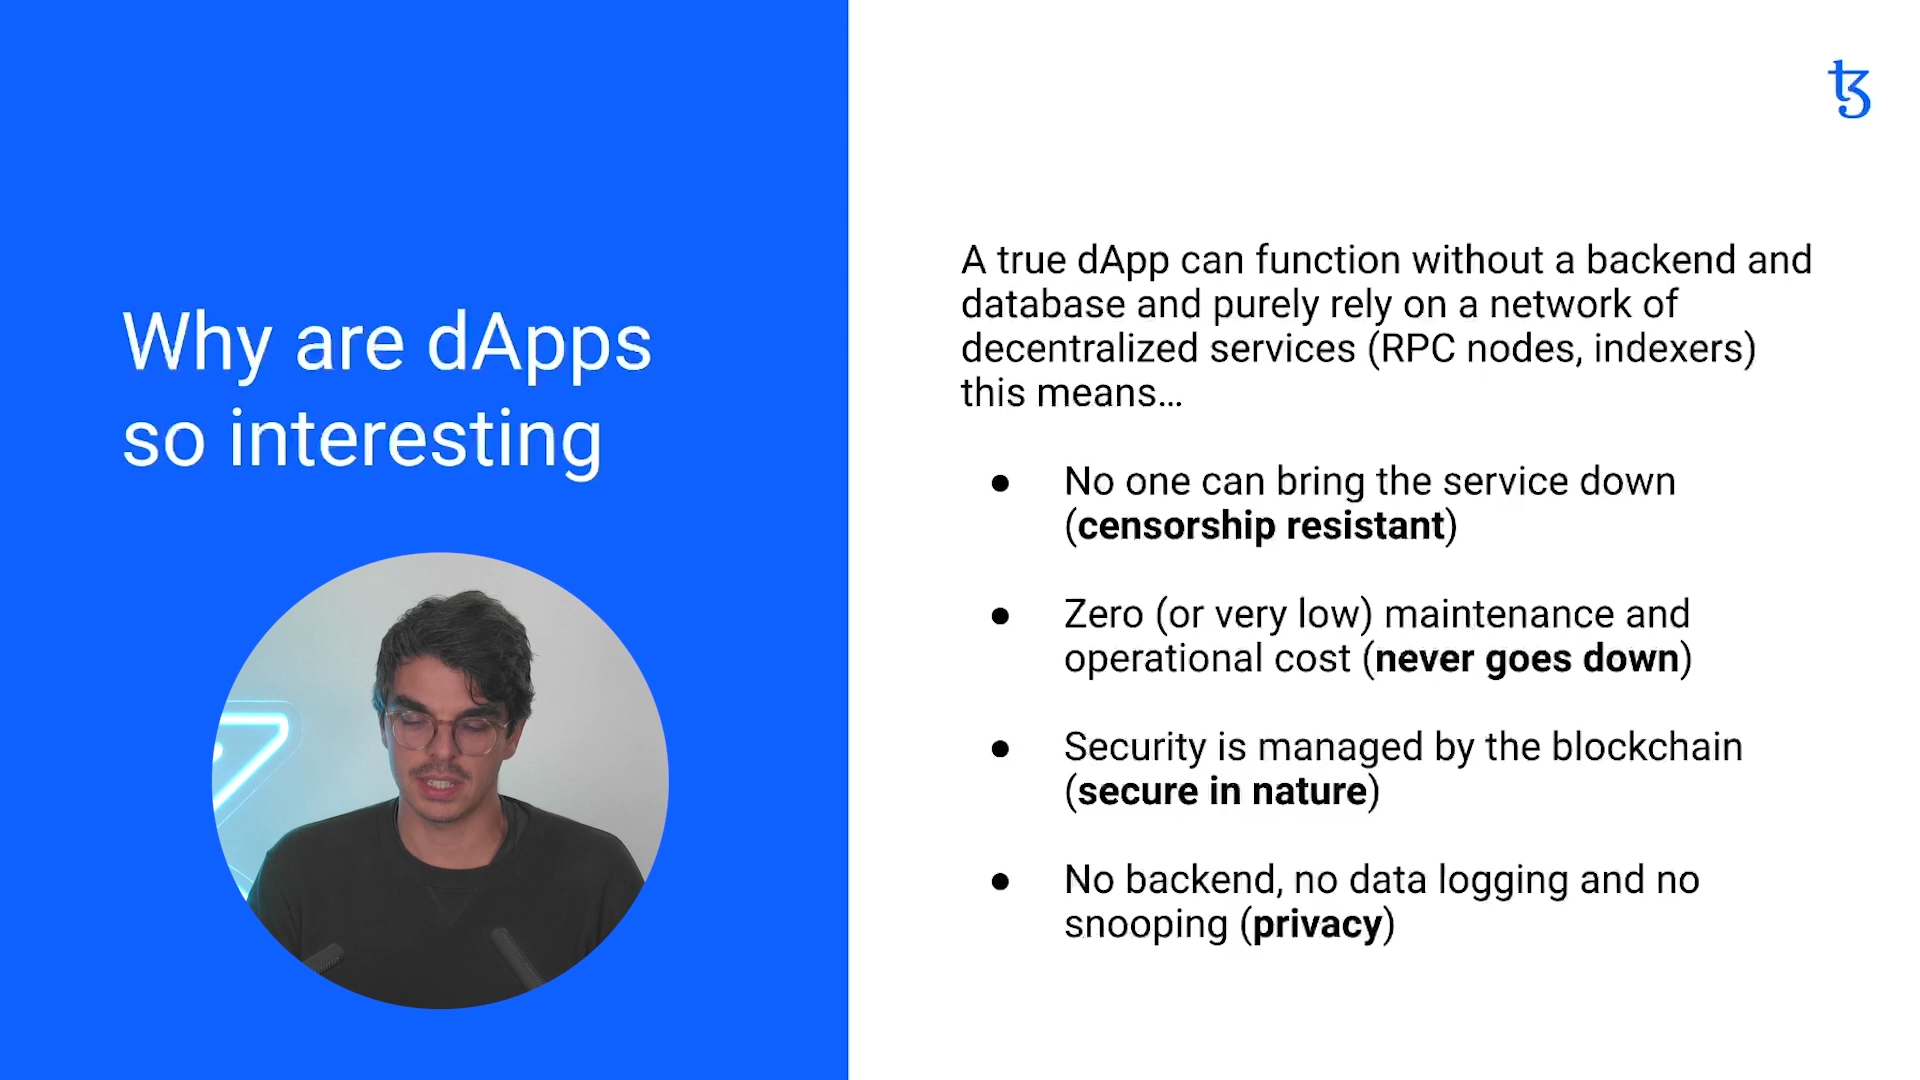 Why are dApps
so interesting
A true dApp can function without a backend and
database and purely rely on a network of
decentralized services (RPC nodes, indexers)
this means…
● No one can bring the service down
(censorship resistant)
● Zero (or very low) maintenance and
operational cost (never goes down)
● Security is managed by the blockchain
(secure in nature)
● No backend, no data logging and no
snooping (privacy)